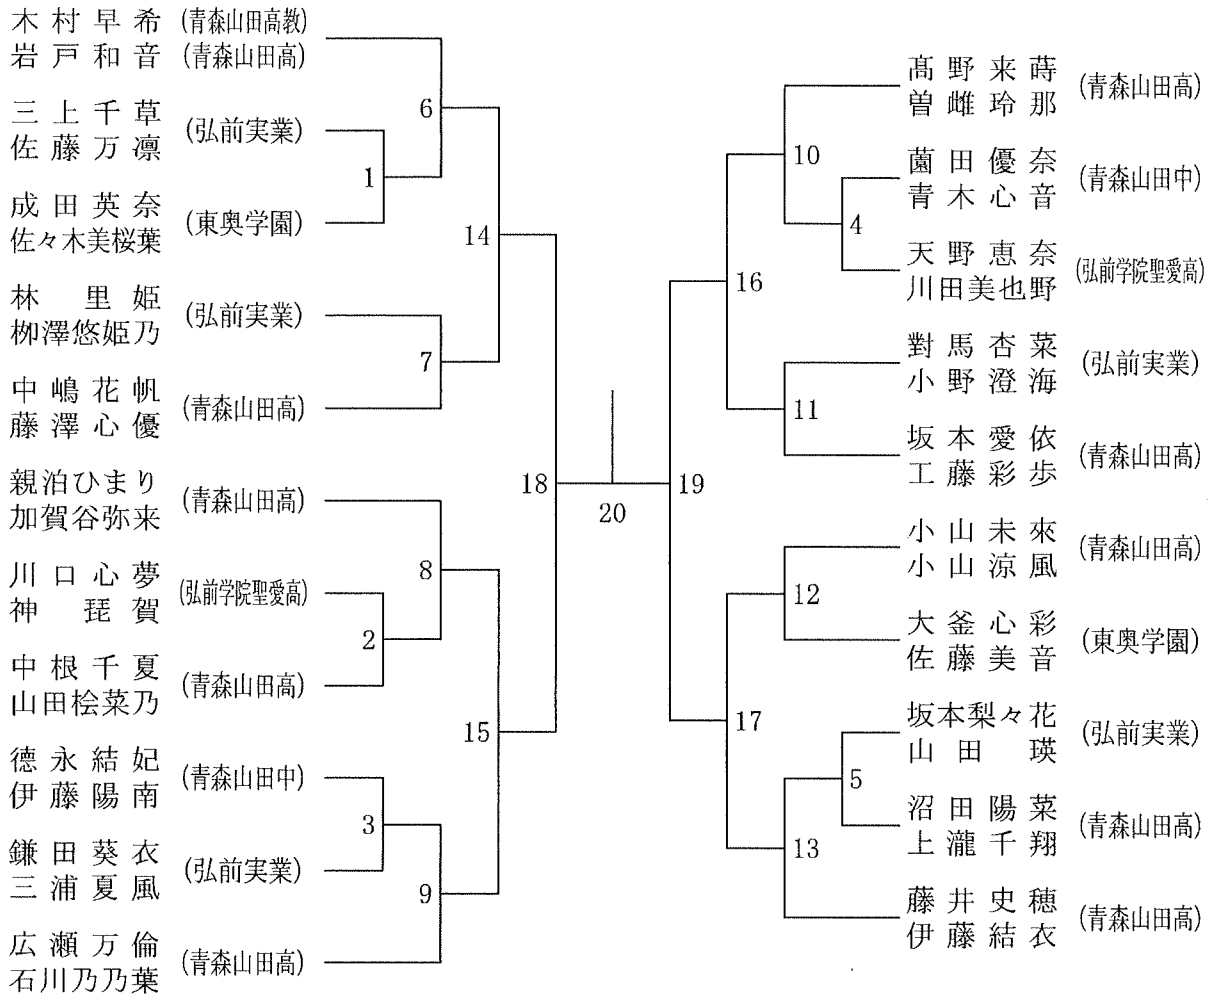 木村早希 (青森山田高教)
岩戸和音 (青森山田高)
三上千草
佐藤万凛
(弘前実業)
成田英奈
佐々木美桜葉
(東奥学園)
林里姫
栁澤悠姫乃
(弘前実業)
中嶋花帆
藤澤心優
(青森山田高)
親泊ひまり
加賀谷弥来
(青森山田高)
川口心夢
神琵賀
(弘前学院聖愛高)
中根千夏
山田桧菜乃
(青森山田高)
德永結妃
伊藤陽南
(青森山田中)
鎌田葵衣
三浦夏風
(弘前実業)
広瀬万倫
石川乃乃葉
(青森山田高)
1
2
3
6
7
8
9
14
15
18
20
19
16
17
10
11
12
13
4
5
髙野来蒔
曽雌玲那
(青森山田高)
薗田優奈
青木心音
(青森山田中)
天野恵奈
川田美也野
(弘前学院聖愛高)
對馬杏菜
小野澄海
(弘前実業)
坂本愛依
工藤彩歩
(青森山田高)
小山未來
小山涼風
(青森山田高)
大釜心彩
佐藤美音
(東奥学園)
坂本梨々花
山田瑛
(弘前実業)
沼田陽菜
上瀧千翔
(青森山田高)
藤井史穂
伊藤結衣
(青森山田高)